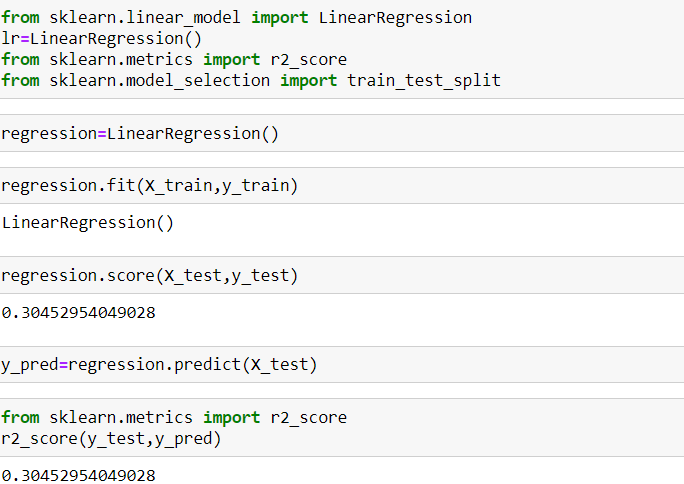 from sklearn.linear_model import LinearRegression
lr=LinearRegression()
from sklearn.metrics import r2_score
from sklearn.model_selection import train_test_split
regression=LinearRegression()
regression.fit(X_train,y_train)
LinearRegression()
regression.score(X_test,y_test)
0.30452954049028
y_pred=regression.predict(X_test)
from sklearn.metrics import r2_score
r2_score(y_test,y_pred)
0.30452954049028